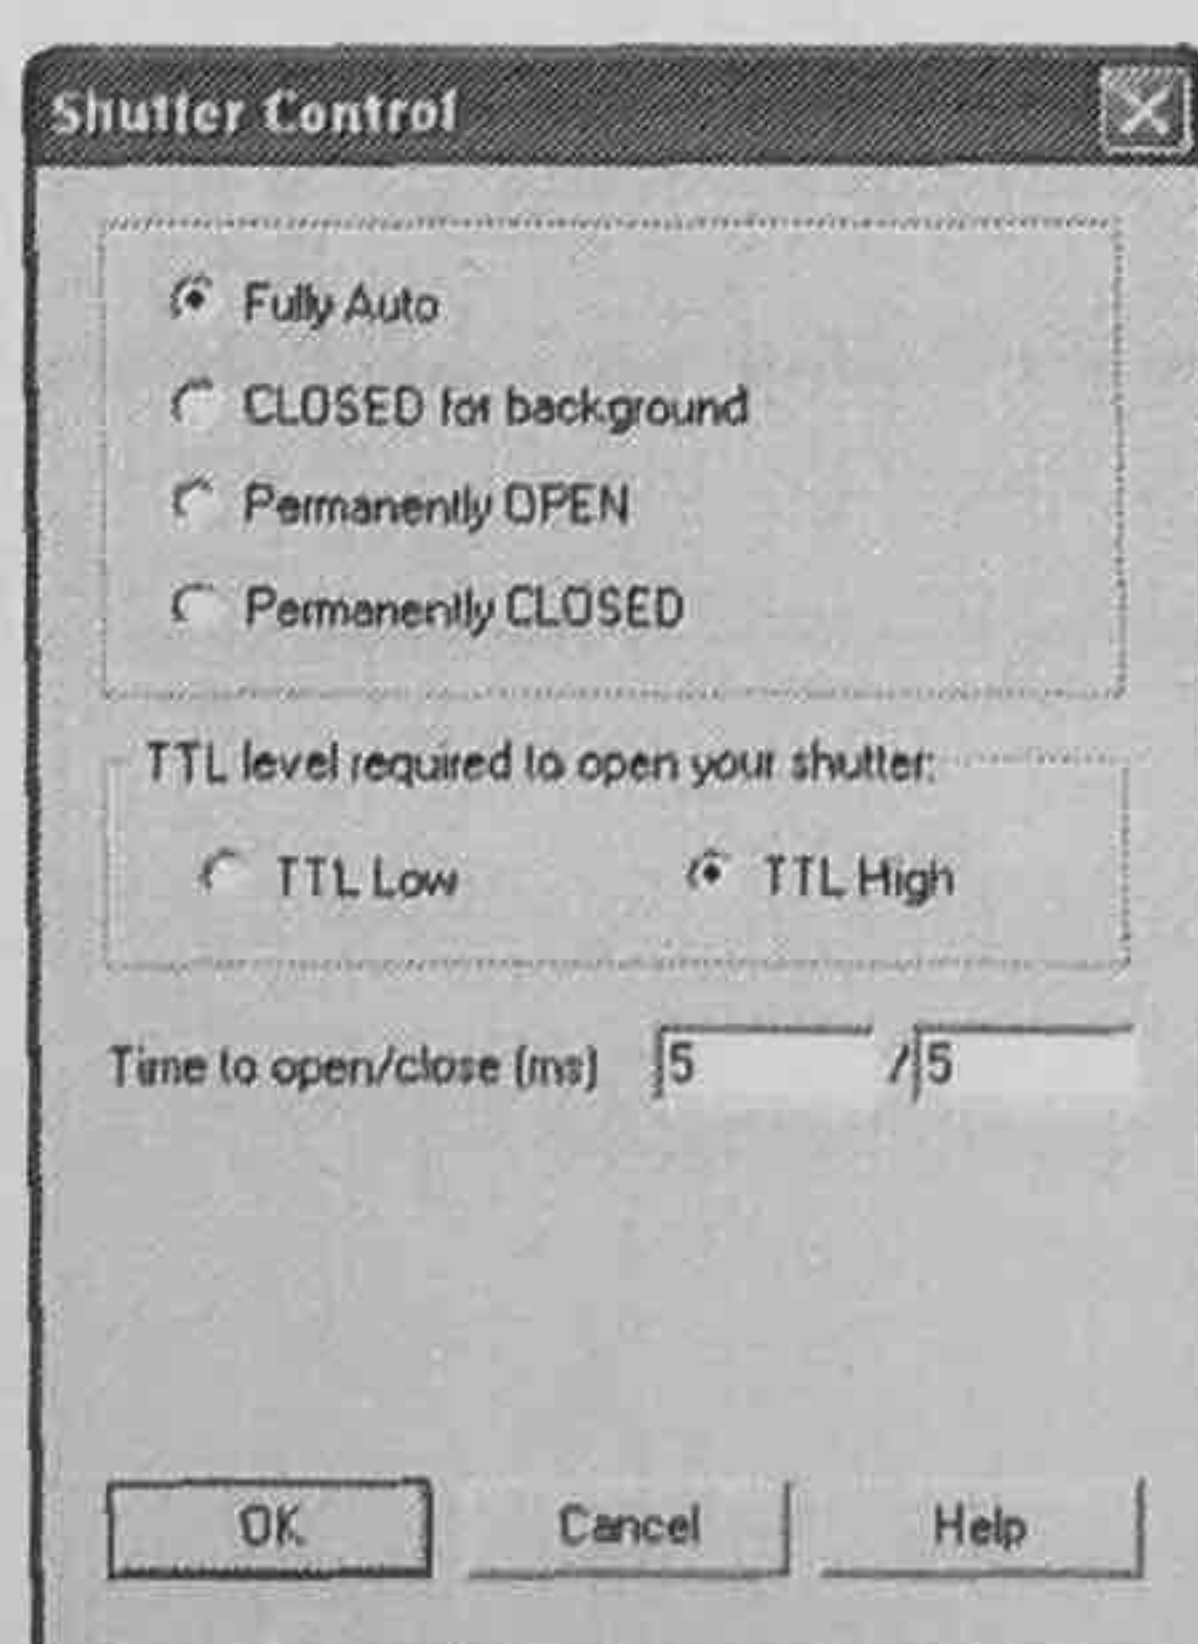 Shutter Control
Fully Auto
CLOSED for background
Permanently OPEN
Permanently CLOSED
TTL level required to open your shutter:
TTL Low TTL High
Time to open/close (ms) 5 / 5
OK Cancel Help